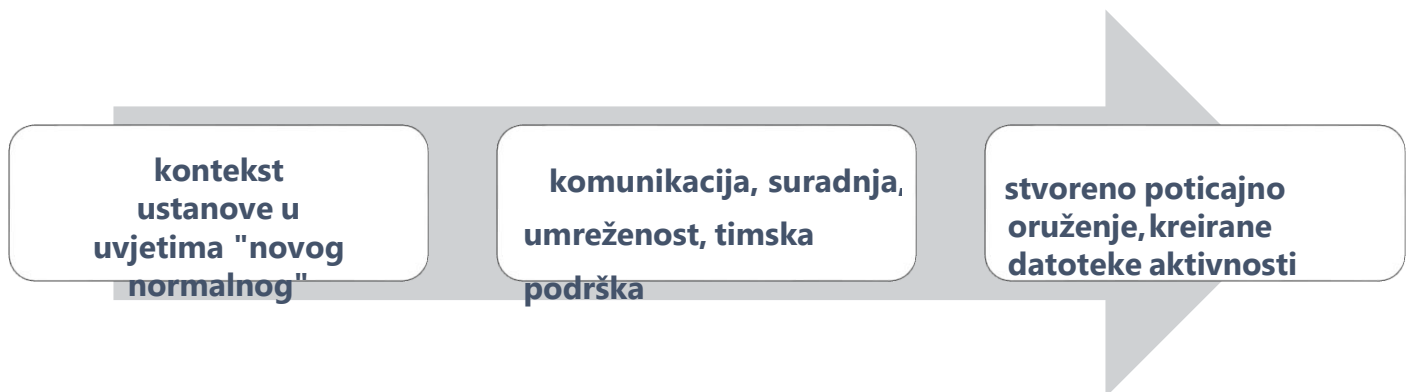 kontekst
ustanove u
uvjetima "novog
normalnog"
komunikacija, suradnja,
umreženost, timska
podrška
stvoreno poticajno
oruženje, kreirane
datoteke aktivnosti